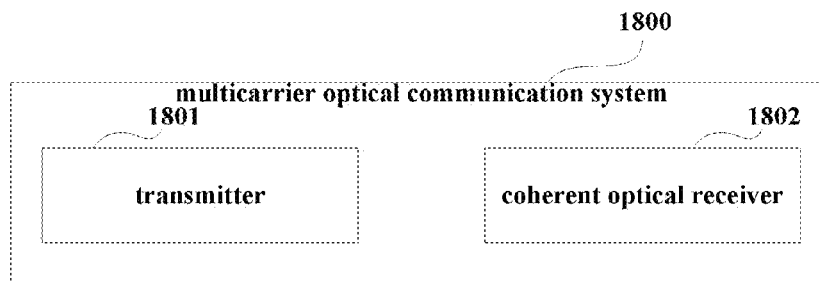 1800
multicarrier optical communication system
1801
1802
transmitter
coherent optical receiver